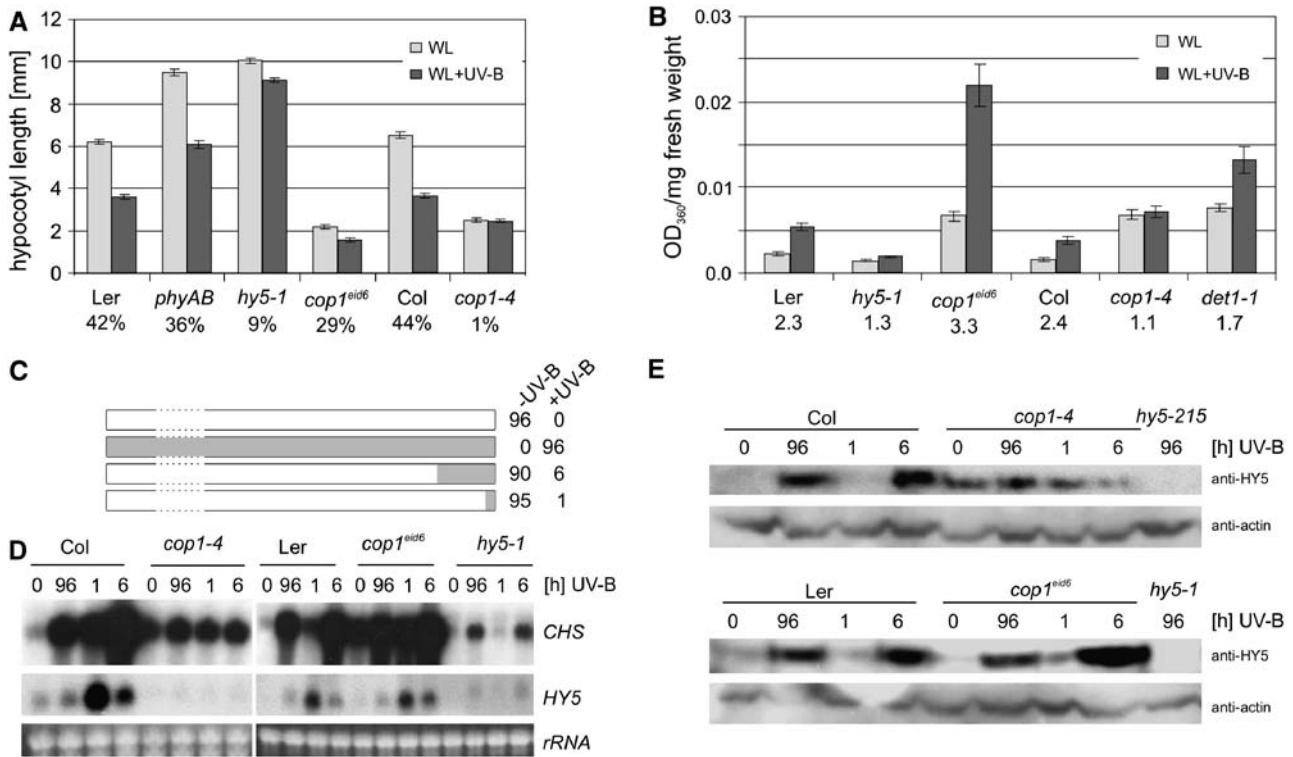 A
hypocotyl length [mm]
12
10
8
6
4
2
0
WL
WL+UV-B
Ler phyAB hy5-1 cop1eid6 Col cop1-4
42% 36% 9% 29% 44% 1%
B
OD360/mg fresh weight
0.03
0.02
0.01
0.0
WL
WL+UV-B
Ler hy5-1 cop1eid6 Col cop1-4 det1-1
2.3 1.3 3.3 2.4 1.1 1.7
C
-UV-B +UV-B
96 0
0 96
90 6
95 1
D
Col cop1-4 Ler cop1eid6 hy5-1
0 96 1 6 0 96 1 6 0 96 1 6 0 96 1 6 0 96 1 6 [h] UV-B
CHS
HY5
rRNA
E
Col cop1-4 hy5-215
0 96 1 6 0 96 1 6 96 [h] UV-B
anti-HY5
anti-actin
Ler cop1eid6 hy5-1
0 96 1 6 0 96 1 6 96 [h] UV-B
anti-HY5
anti-actin